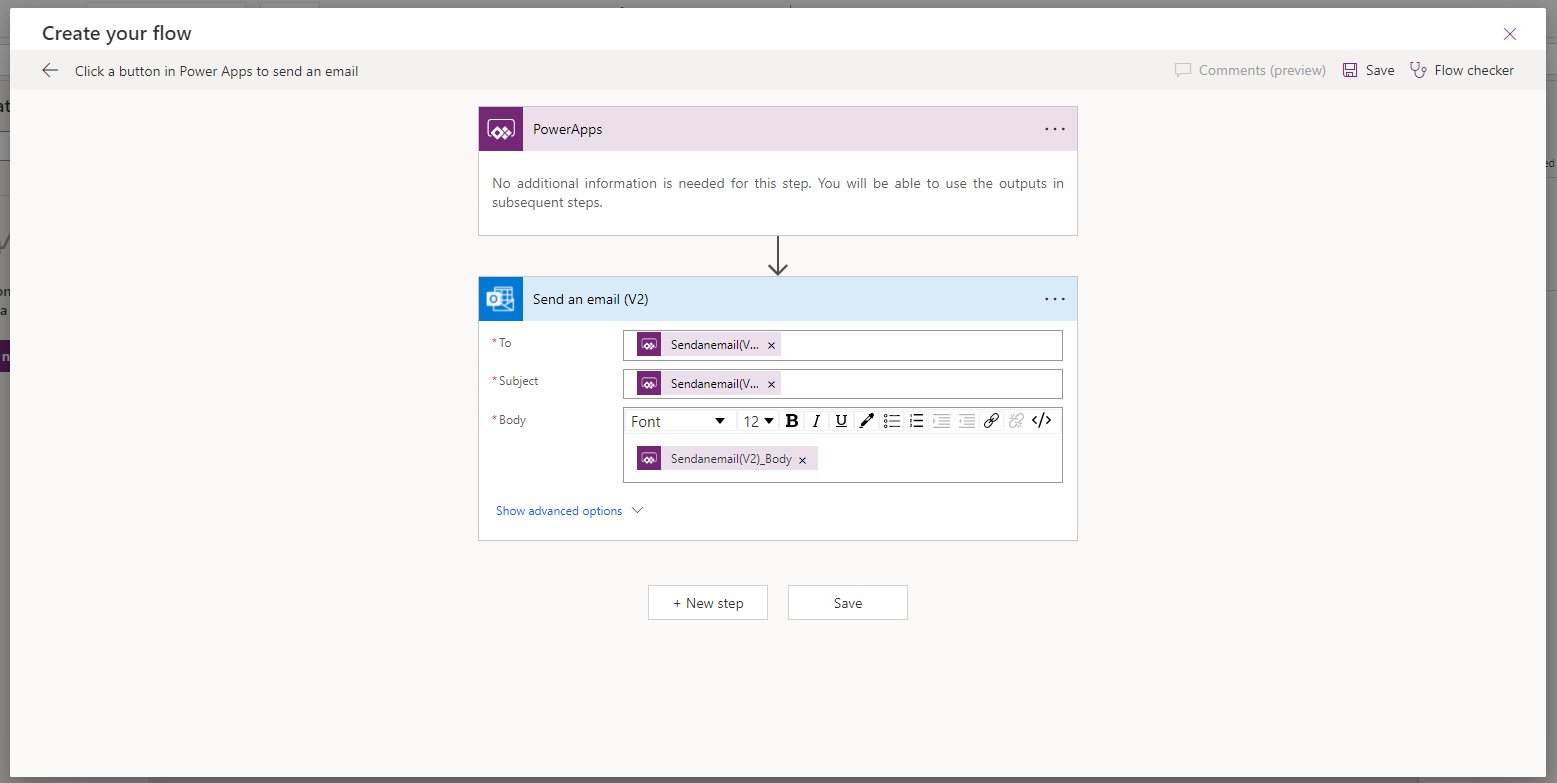 Create your flow
Click a button in Power Apps to send an email
Comments (preview) Save Flow checker
PowerApps
No additional information is needed for this step. You will be able to use the outputs in
subsequent steps.
Send an email (V2)
* To Sendanemail(V... ×
* Subject Sendanemail(V... ×
* Body Font 12 B I U </>
Sendanemail(V2)_Body ×
Show advanced options
+ New step Save